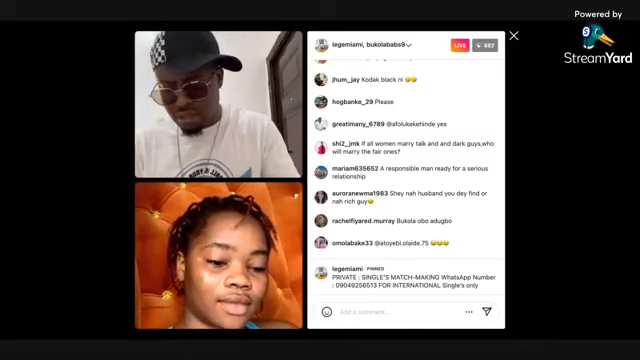 Powered by
StreamYard
legemiami, bukolababs9
LIVE
482
jhum_jay Kodak black ni 😂😂
hogbanke_29 Please
greatimany_6789 @afolukekehinde yes
shi2_jmk If all women marry talk and and dark guys,who
will marry the fair ones?
mariam635652 A responsible man ready for a serious
relationship
auroranewma1983 Shey nah husband you dey find or
nah rich guy😂
rachelfiyared.murray Bukola obo adugbo
omolabake33 @atoyebi.olaide.75 😂😂😂
legemiami PINNED
PRIVATE : SINGLE'S MATCH-MAKING WhatsApp Number
: 09049256513 FOR INTERNATIONAL Single's only
Add a comment...